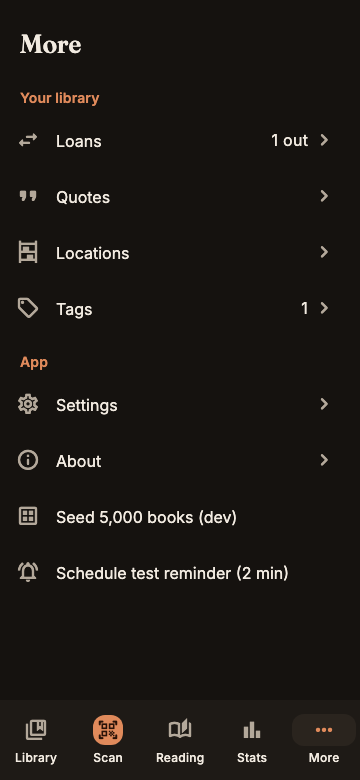 More
Your library
Loans 1 out
Quotes
Locations
Tags 1
App
Settings
About
Seed 5,000 books (dev)
Schedule test reminder (2 min)
Library Scan Reading Stats More